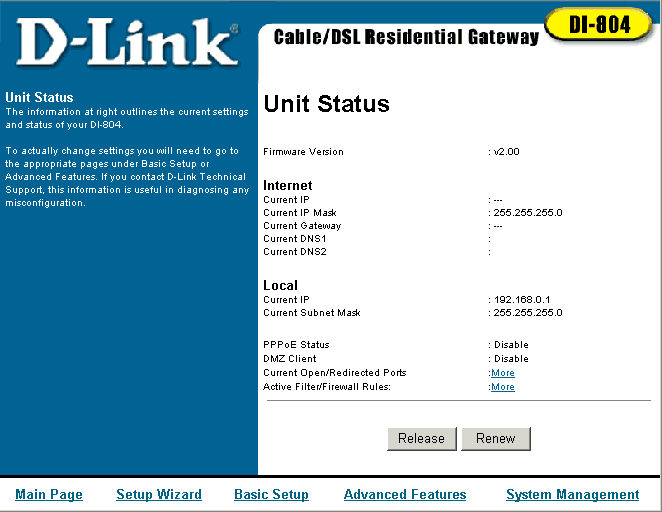 D-Link®
Cable/DSL Residential Gateway
DI-804
Unit Status
The information at right outlines the current settings
and status of your DI-804.
To actually change settings you will need to go to
the appropriate pages under Basic Setup or
Advanced Features. If you contact D-Link Technical
Support, this information is useful in diagnosing any
misconfiguration.
Unit Status
Firmware Version : v2.00
Internet
Current IP : ---
Current IP Mask : 255.255.255.0
Current Gateway : ---
Current DNS1 :
Current DNS2 :
Local
Current IP : 192.168.0.1
Current Subnet Mask : 255.255.255.0
PPPoE Status : Disable
DMZ Client : Disable
Current Open/Redirected Ports :More
Active Filter/Firewall Rules: :More
Release Renew
Main Page Setup Wizard Basic Setup Advanced Features System Management